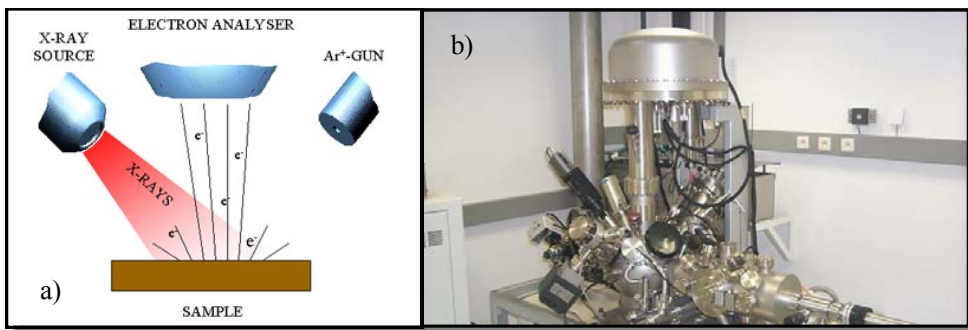 ELECTRON ANALYSER
X-RAY
SOURCE
Ar⁺-GUN
e⁻
e⁻
e⁻
X-RAYS
e⁻
e⁻
e⁻
a)
SAMPLE
b)